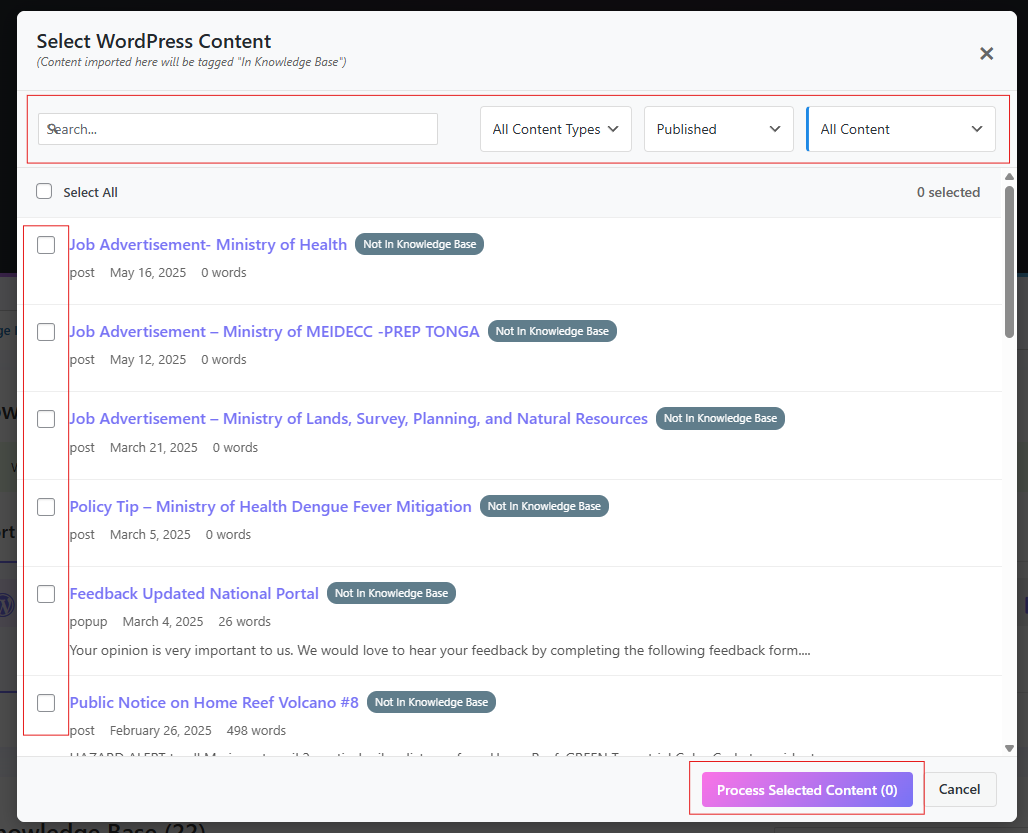 Select WordPress Content
(Content imported here will be tagged "In Knowledge Base")
Search...
All Content Types
Published
All Content
Select All
0 selected
Job Advertisement- Ministry of Health
Not In Knowledge Base
post May 16, 2025 0 words
Job Advertisement – Ministry of MEIDECC -PREP TONGA
Not In Knowledge Base
post May 12, 2025 0 words
Job Advertisement – Ministry of Lands, Survey, Planning, and Natural Resources
Not In Knowledge Base
post March 21, 2025 0 words
Policy Tip – Ministry of Health Dengue Fever Mitigation
Not In Knowledge Base
post March 5, 2025 0 words
Feedback Updated National Portal
Not In Knowledge Base
popup March 4, 2025 26 words
Your opinion is very important to us. We would love to hear your feedback by completing the following feedback form....
Public Notice on Home Reef Volcano #8
Not In Knowledge Base
post February 26, 2025 498 words
Process Selected Content (0)
Cancel